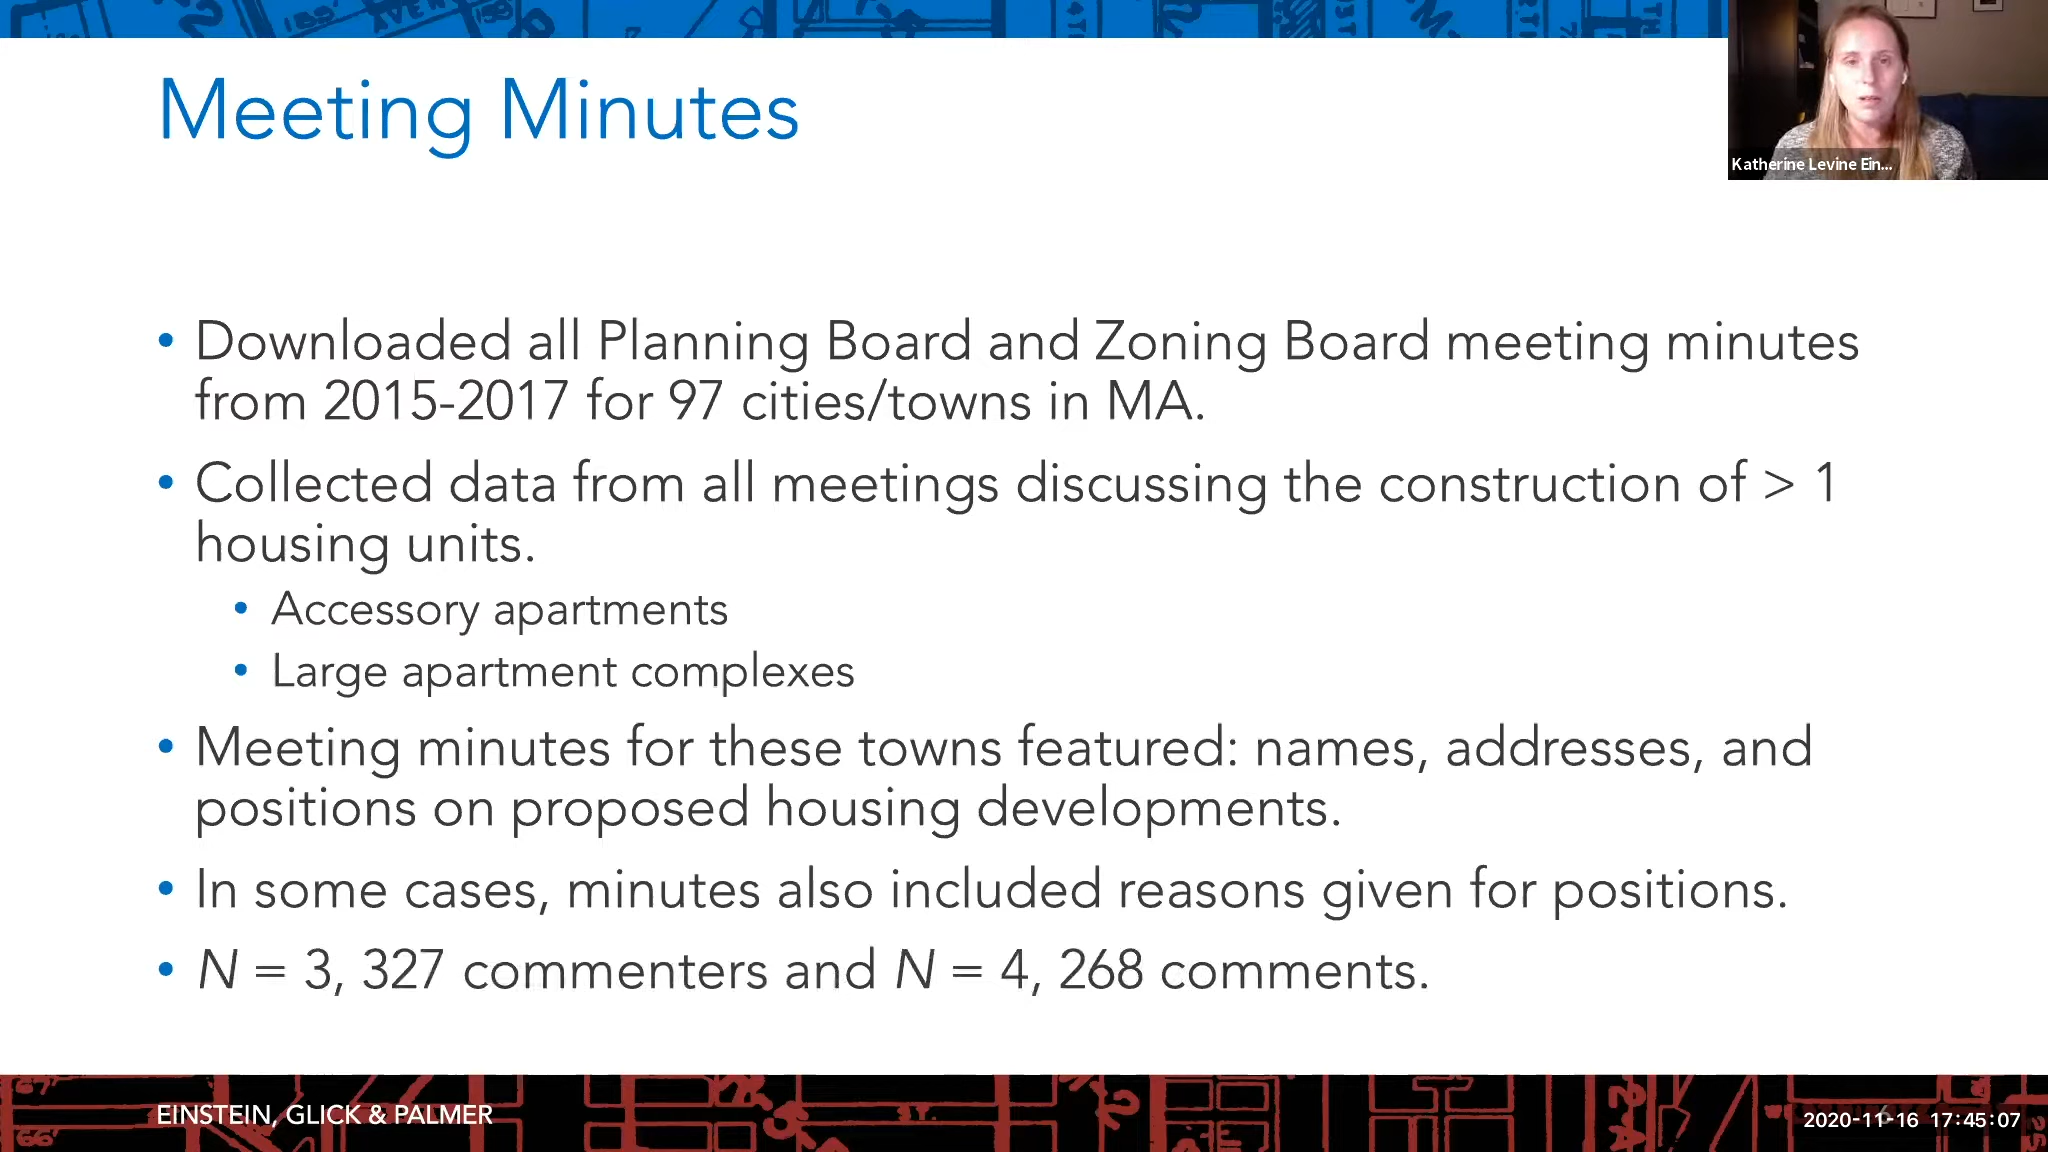 Meeting Minutes
Katherine Levine Ein...
• Downloaded all Planning Board and Zoning Board meeting minutes
from 2015-2017 for 97 cities/towns in MA.
• Collected data from all meetings discussing the construction of > 1
housing units.
• Accessory apartments
• Large apartment complexes
• Meeting minutes for these towns featured: names, addresses, and
positions on proposed housing developments.
• In some cases, minutes also included reasons given for positions.
• N = 3, 327 commenters and N = 4, 268 comments.
ST.
EINSTEIN, GLICK & PALMER
2020-11-16 17:45:07